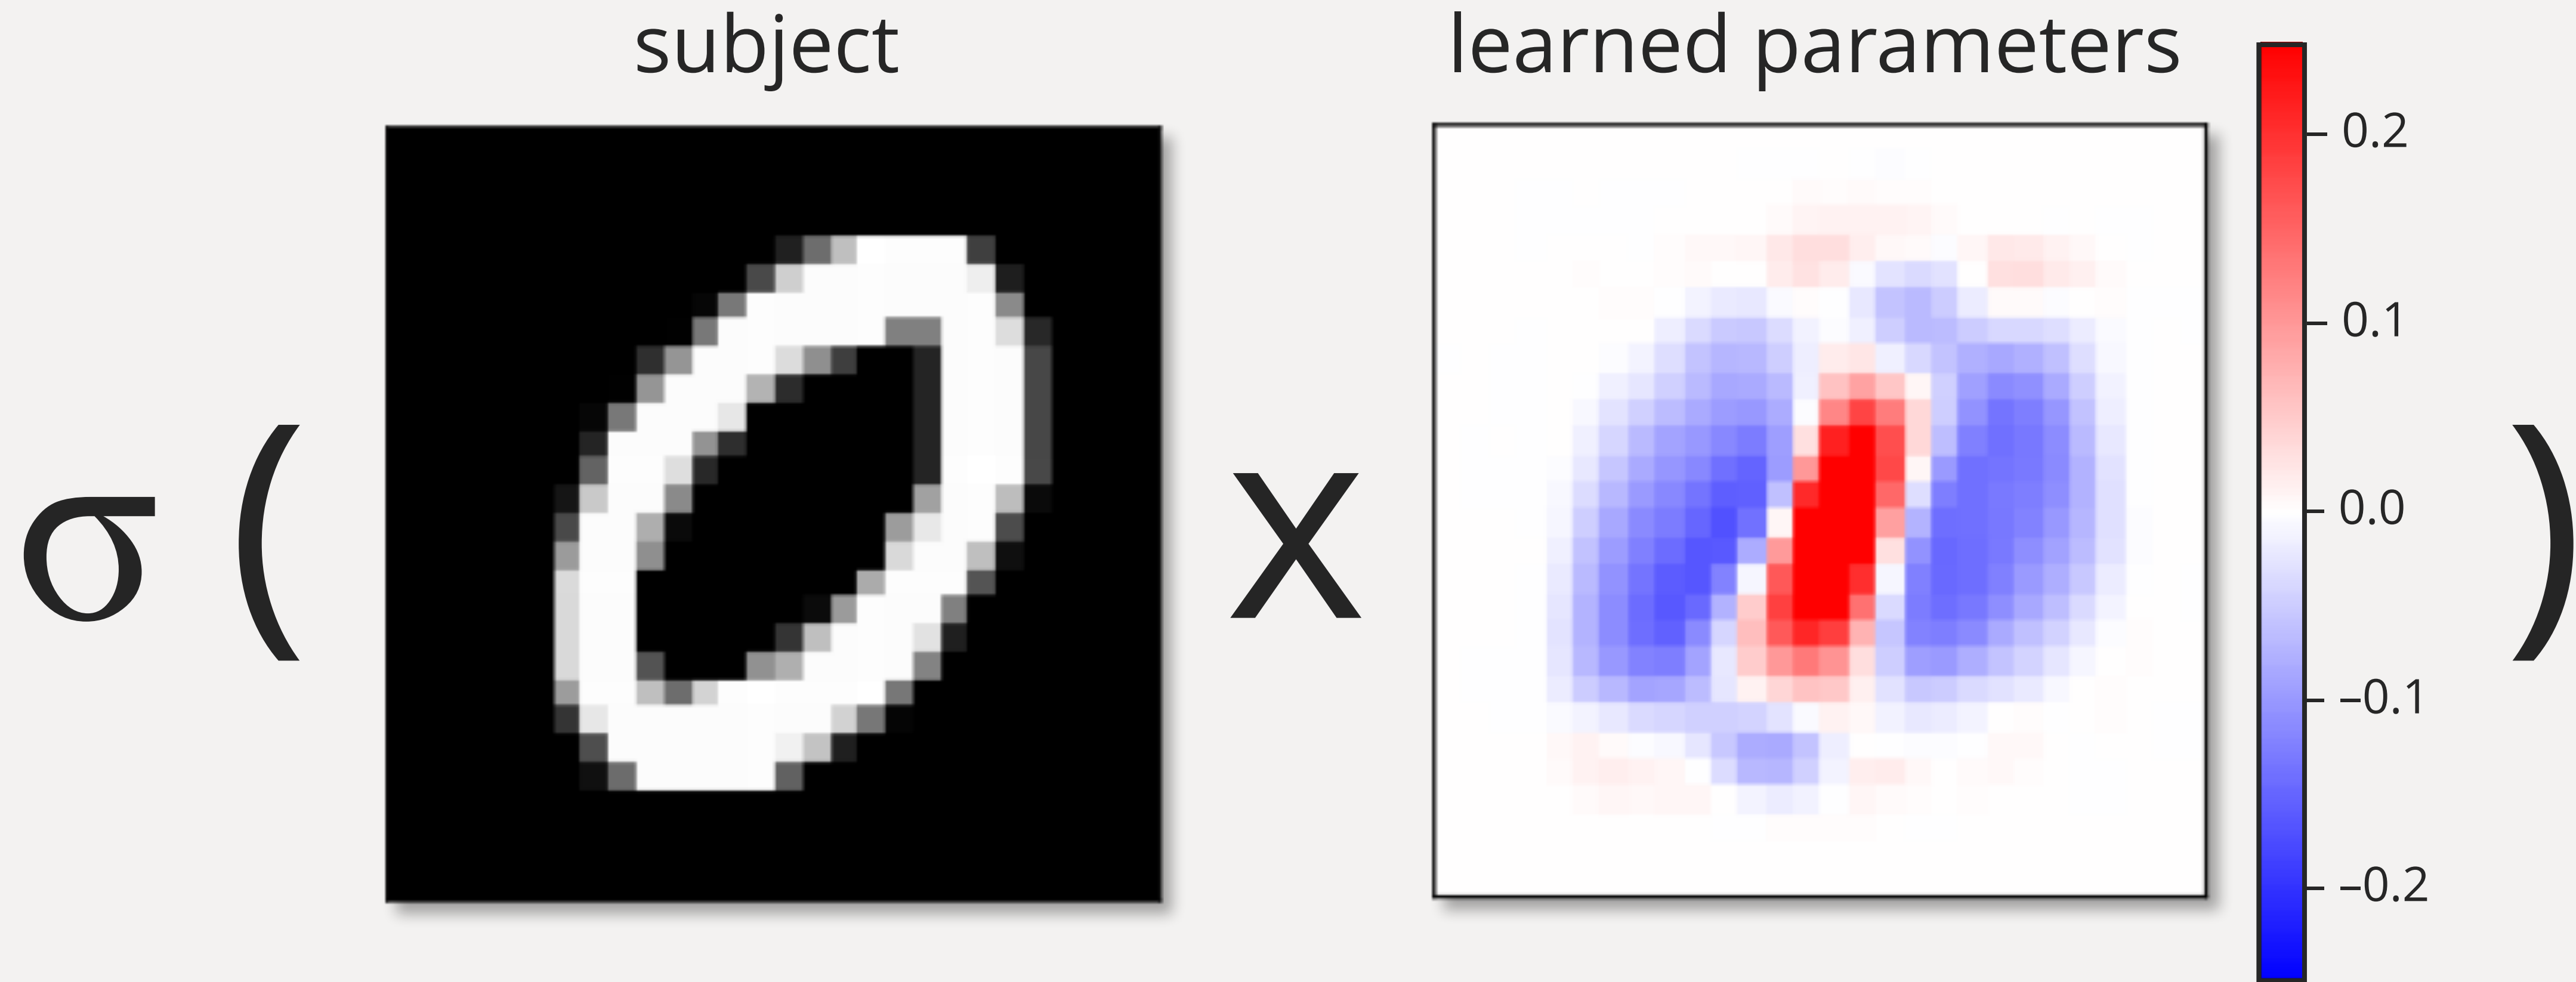 subject
learned parameters
σ (
X
)
0.2
0.1
0.0
–0.1
–0.2